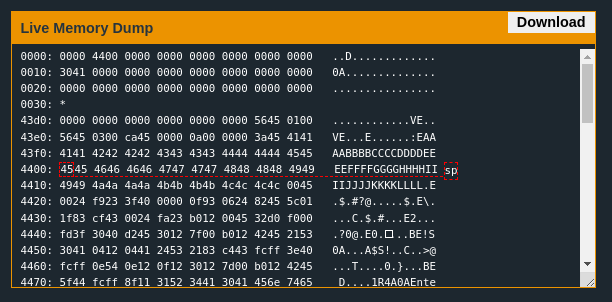 Live Memory Dump
Download
0000: 0000 4400 0000 0000 0000 0000 0000 0000 ..D.............
0010: 3041 0000 0000 0000 0000 0000 0000 0000 0A..............
0020: 0000 0000 0000 0000 0000 0000 0000 0000 ................
0030: *
43d0: 0000 0000 0000 0000 0000 0000 5645 0100 ............VE..
43e0: 5645 0300 ca45 0000 0a00 0000 3a45 4141 VE...E......:EAA
43f0: 4141 4242 4242 4343 4343 4444 4444 4545 AABBBBCCCCDDDDEE
4400: 4545 4646 4646 4747 4747 4848 4848 4949 EEFFFFGGGGHHHHII sp
4410: 4949 4a4a 4a4a 4b4b 4b4b 4c4c 4c4c 0045 IIJJJJKKKKLLLL.E
4420: 0024 f923 3f40 0000 0f93 0624 8245 5c01 .$.#?@.....$.E\.
4430: 1f83 cf43 0024 fa23 b012 0045 32d0 f000 ...C.$.#...E2...
4440: fd3f 3040 d245 3012 7f00 b012 4245 2153 .?0@.E0.□...BE!S
4450: 3041 0412 0441 2453 2183 c443 fcff 3e40 0A...A$S!..C..>@
4460: fcff 0e54 0e12 0f12 3012 7d00 b012 4245 ...T....0.}...BE
4470: 5f44 fcff 8f11 3152 3441 3041 456e 7465 _D....1R4A0AEnte